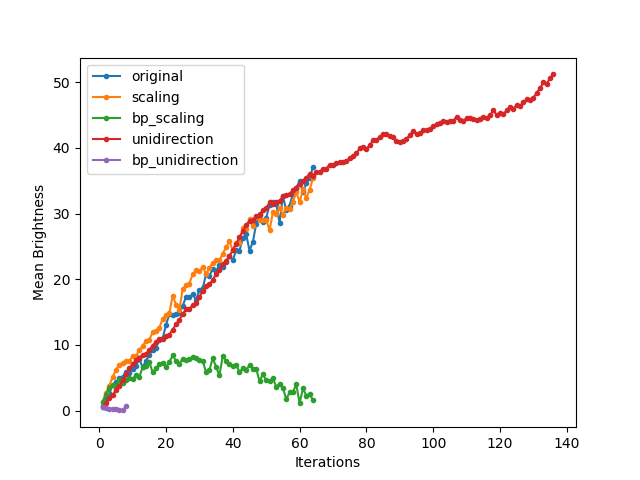 original
scaling
bp_scaling
unidirection
bp_unidirection
Mean Brightness
50
40
30
20
10
0
0 20 40 60 80 100 120 140
Iterations